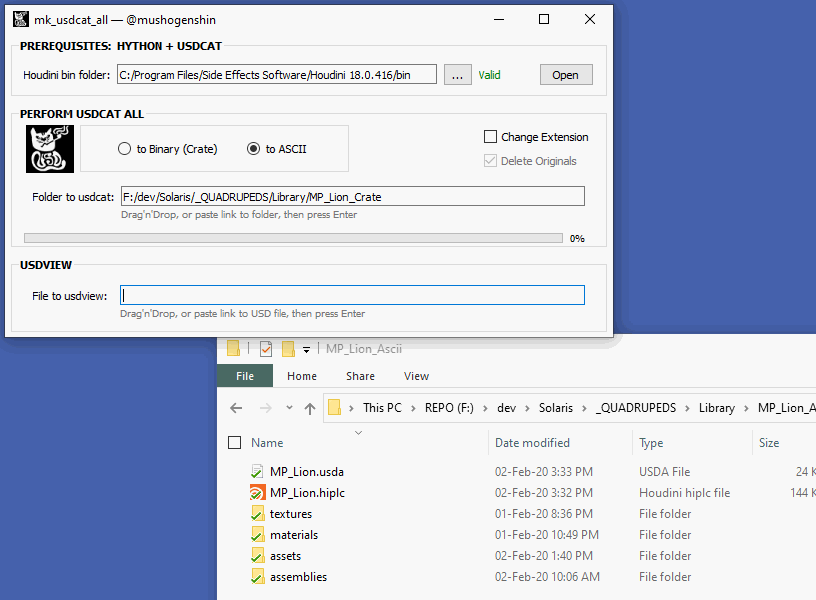 mk_usdcat_all — @mushogenshin
PREREQUISITES: HYTHON + USDCAT
Houdini bin folder: C:/Program Files/Side Effects Software/Houdini 18.0.416/bin ... Valid Open
PERFORM USDCAT ALL
USD
to Binary (Crate) to ASCII
Change Extension
Delete Originals
Folder to usdcat: F:/dev/Solaris/_QUADRUPEDS/Library/MP_Lion_Crate
Drag'n'Drop, or paste link to folder, then press Enter
0%
USDVIEW
File to usdview:
Drag'n'Drop, or paste link to USD file, then press Enter
MP_Lion_Ascii
File Home Share View
This PC REPO (F:) dev Solaris _QUADRUPEDS Library MP_Lion_A
Name Date modified Type Size
MP_Lion.usda 02-Feb-20 3:33 PM USDA File 24 K
MP_Lion.hiplc 02-Feb-20 3:32 PM Houdini hiplc file 144 K
textures 01-Feb-20 8:36 PM File folder
materials 01-Feb-20 10:49 PM File folder
assets 02-Feb-20 1:40 PM File folder
assemblies 02-Feb-20 10:06 AM File folder